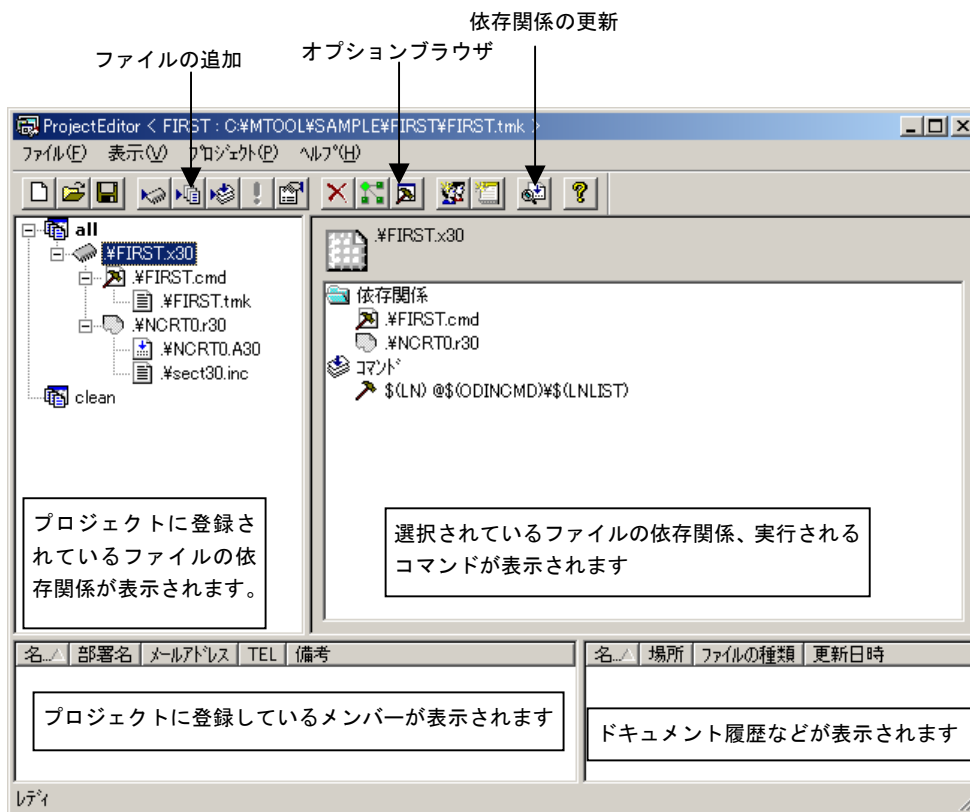 依存関係の更新
オプションブラウザ
ファイルの追加
ProjectEditor < FIRST : C:¥MTOOL¥SAMPLE¥FIRST¥FIRST.tmk >
ファイル(F) 表示(V) プロジェクト(P) ヘルプ(H)
all
.¥FIRST.x30
.¥FIRST.cmd
.¥FIRST.tmk
.¥NCRT0.r30
.¥NCRT0.A30
.¥sect30.inc
clean
プロジェクトに登録さ
れているファイルの依
存関係が表示されます。
.¥FIRST.x30
依存関係
.¥FIRST.cmd
.¥NCRT0.r30
コマンド
$(LN) @$(ODINCMD)¥$(LNLIST)
選択されているファイルの依存関係、実行される
コマンドが表示されます
名... 部署名 メールアドレス TEL 備考
プロジェクトに登録しているメンバーが表示されます
名... 場所 ファイルの種類 更新日時
ドキュメント履歴などが表示されます
レディ